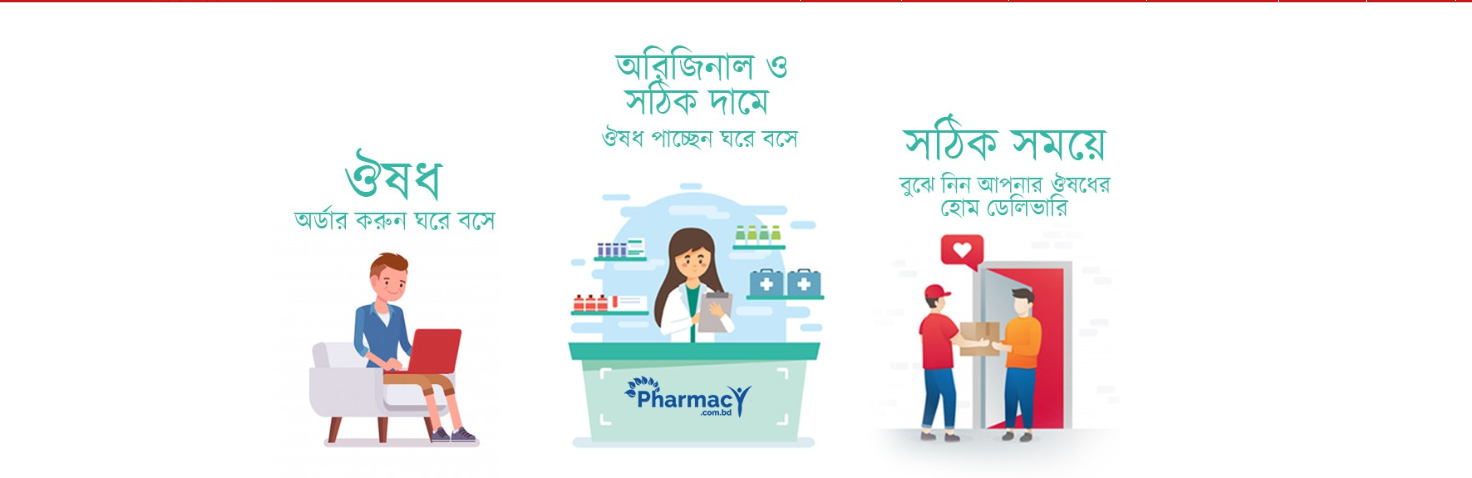 ঔষধ
অর্ডার করুন ঘরে বসে
অরিজিনাল ও
সঠিক দামে
ঔষধ পাচ্ছেন ঘরে বসে
Pharmacy
.com.bd
সঠিক সময়ে
বুঝে নিন আপনার ঔষধের
হোম ডেলিভারি